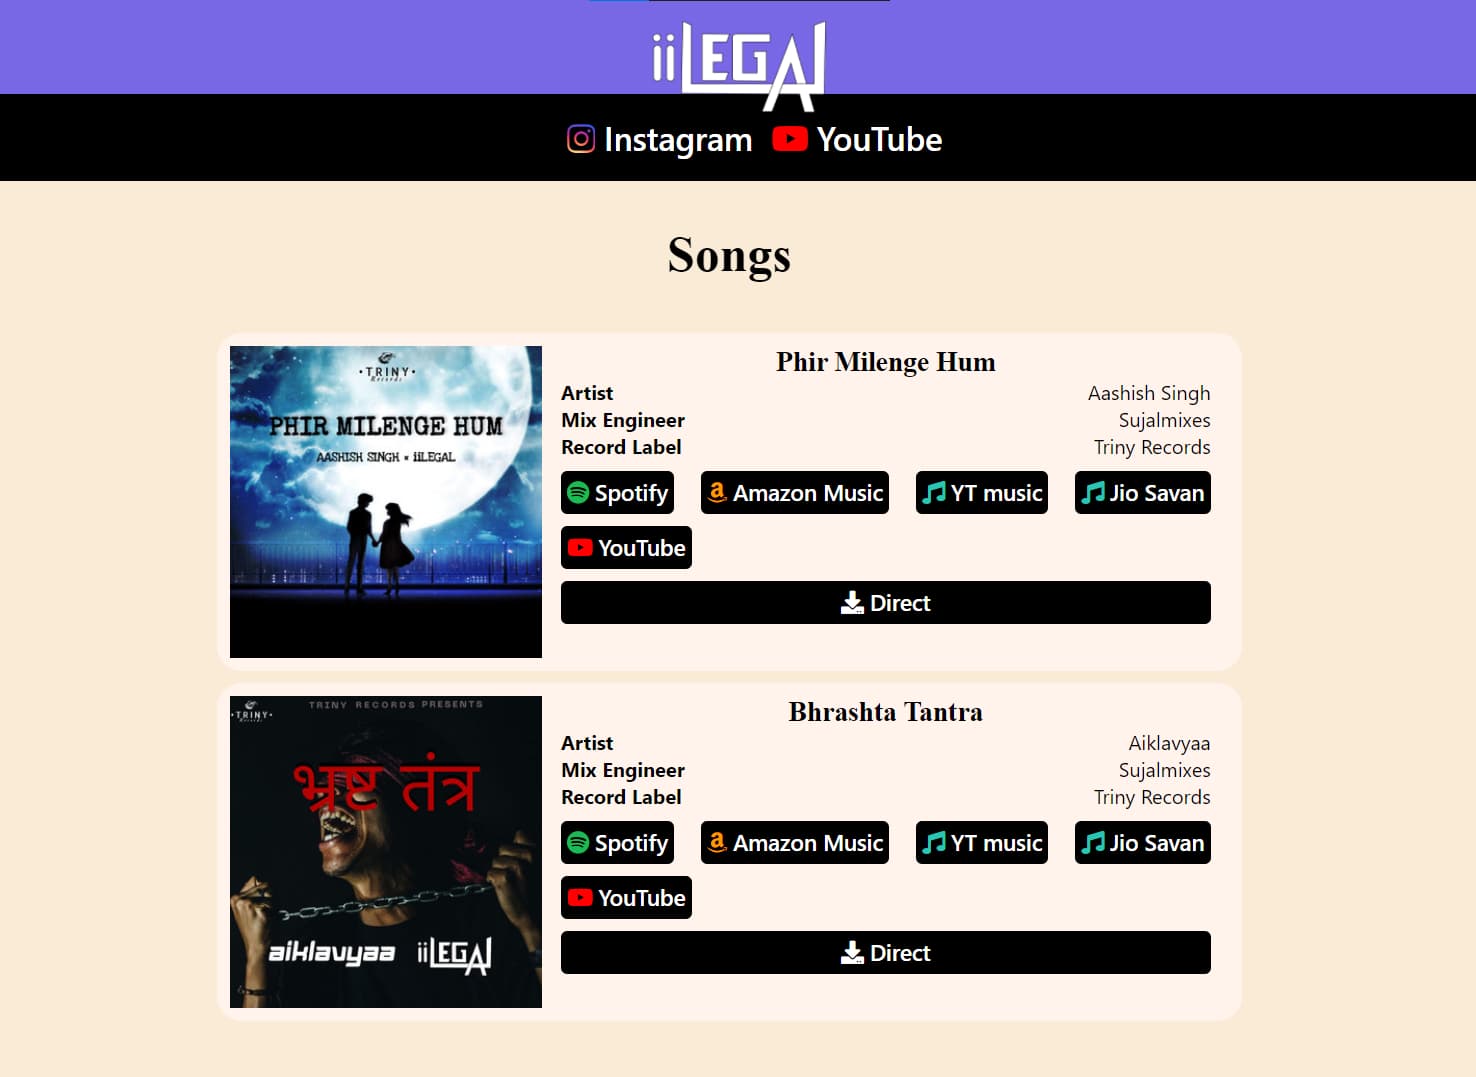 iiLEGAL
Instagram YouTube
Songs
TRINY
Records
PHIR MILENGE HUM
AASHISH SINGH × iiLEGAL
Phir Milenge Hum
Artist Aashish Singh
Mix Engineer Sujalmixes
Record Label Triny Records
Spotify Amazon Music YT music Jio Savan
YouTube
Direct
TRINY
Records
TRINY RECORDS PRESENTS
भ्रष्ट तंत्र
aiklavyaa iiLEGAL
Bhrashta Tantra
Artist Aiklavyaa
Mix Engineer Sujalmixes
Record Label Triny Records
Spotify Amazon Music YT music Jio Savan
YouTube
Direct